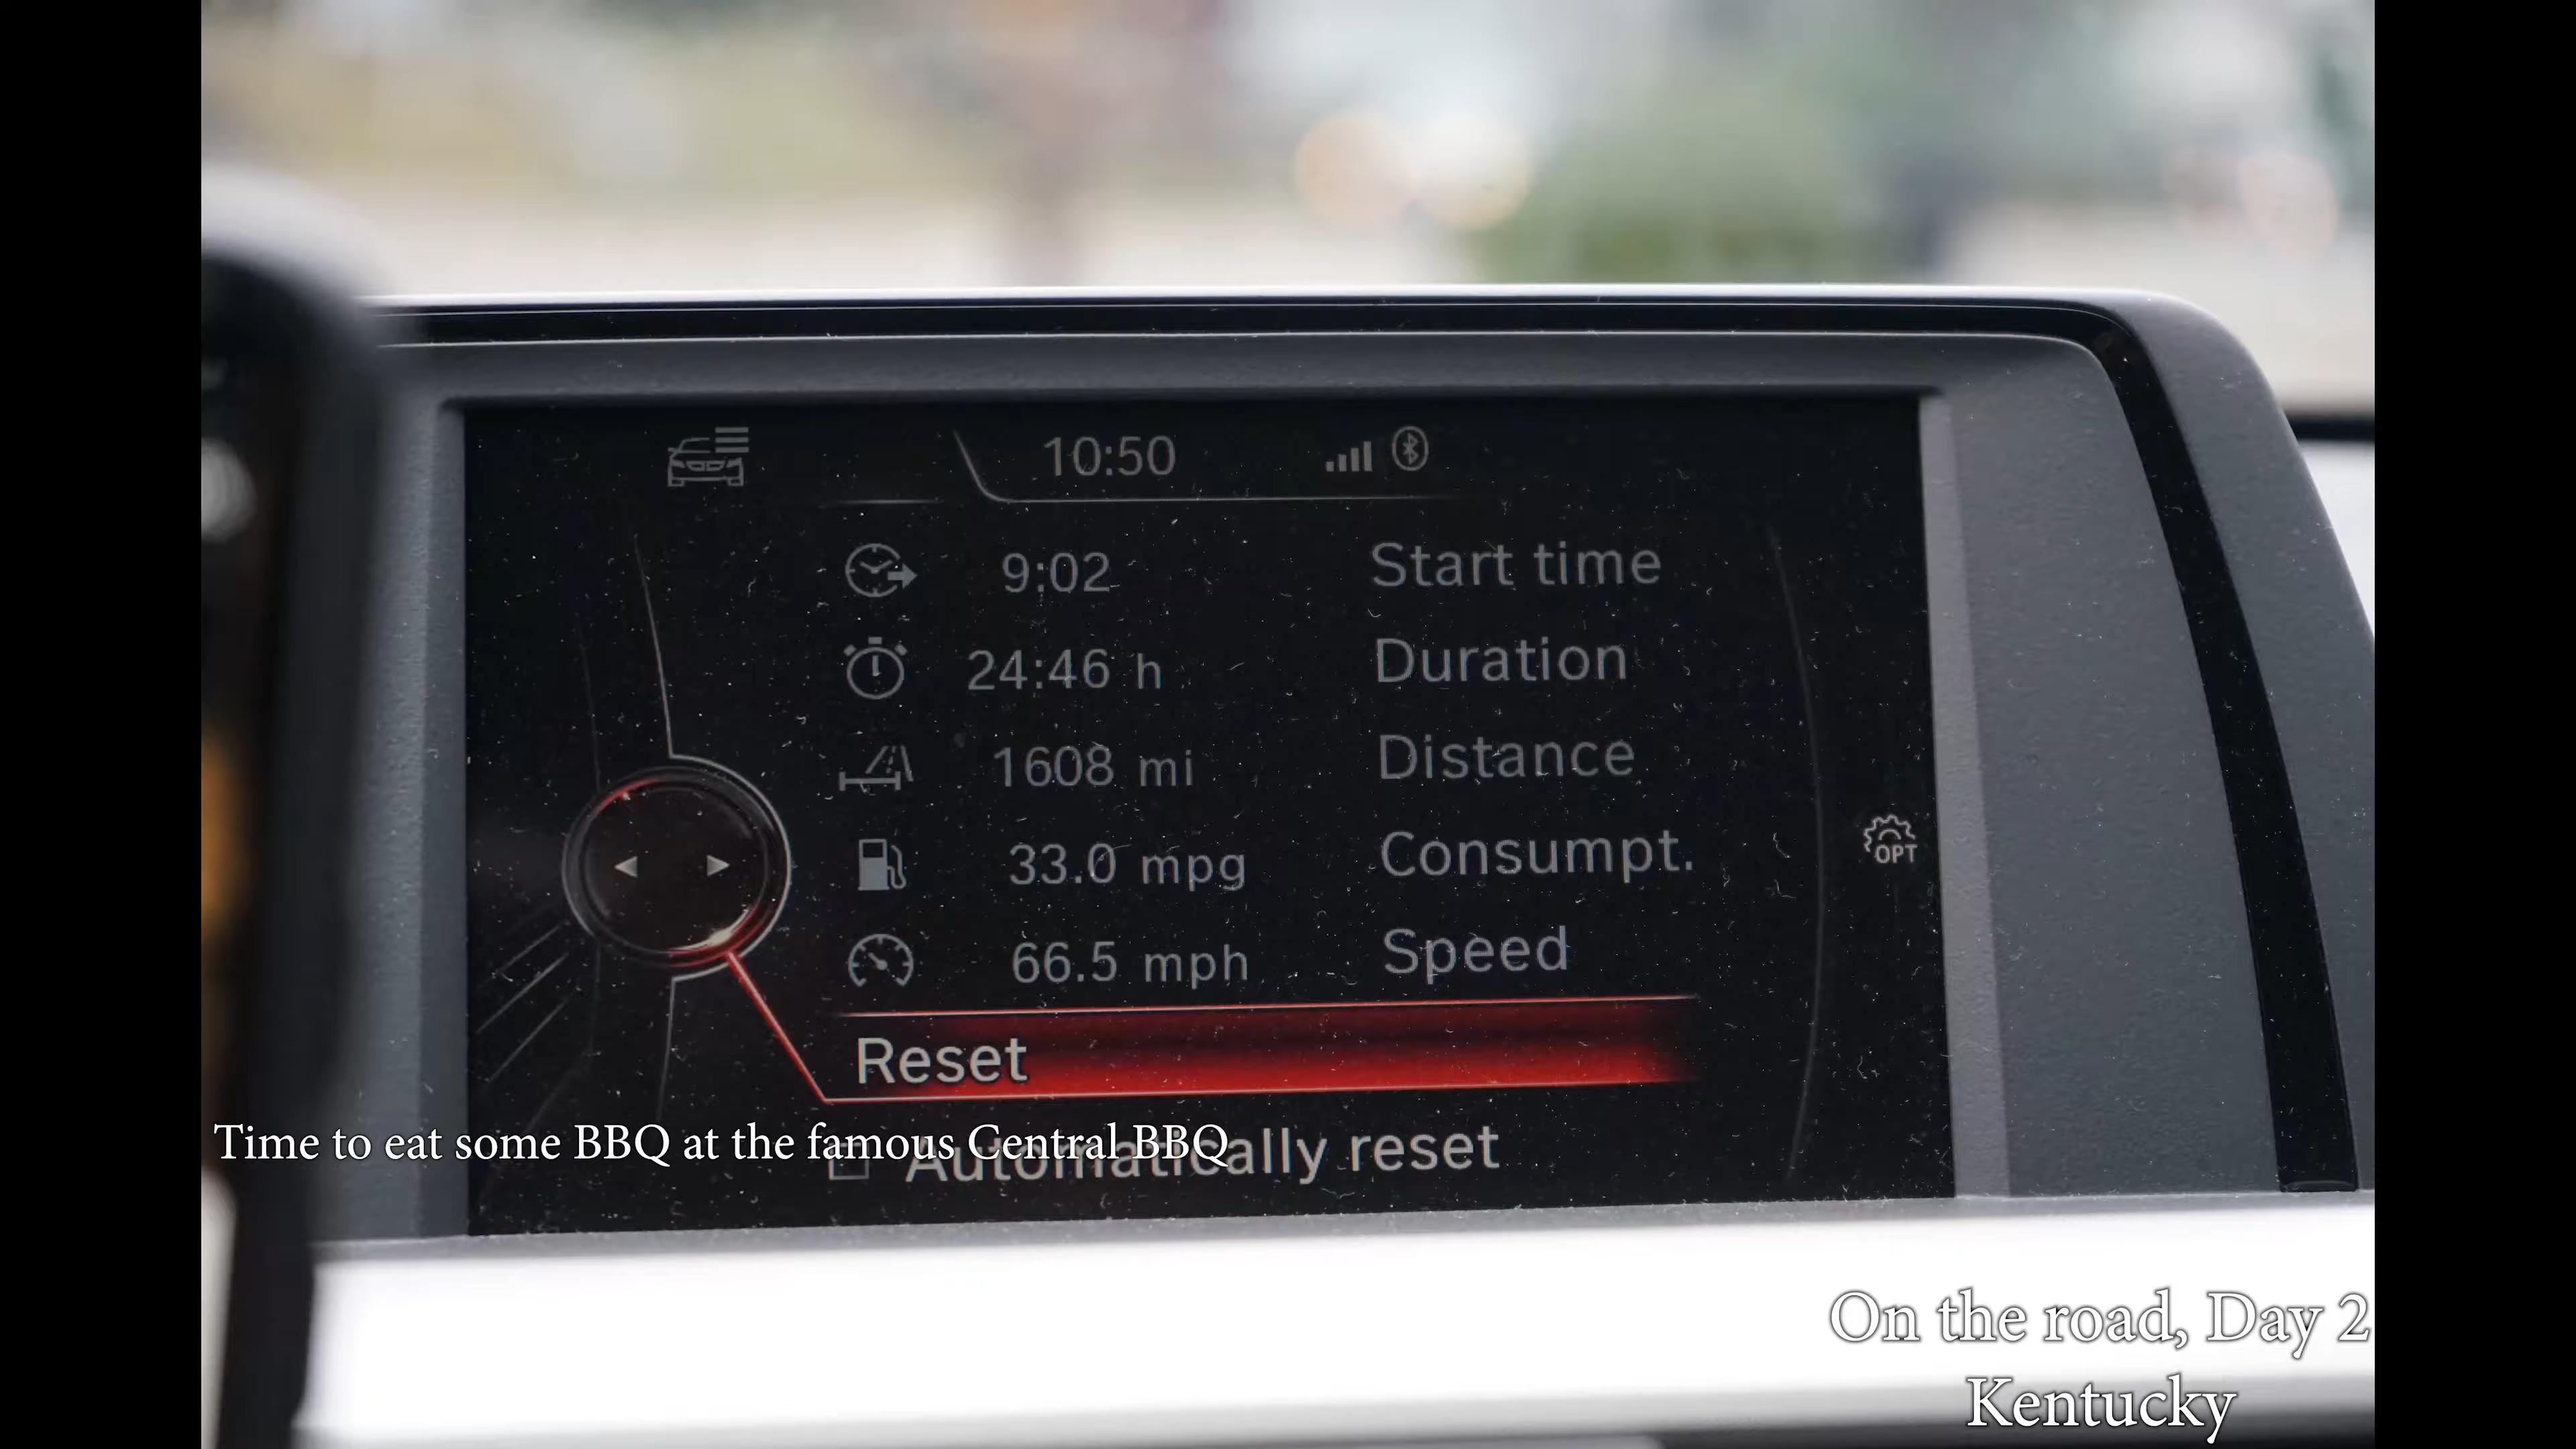 10:50
9:02 Start time
24:46 h Duration
1608 mi Distance
33.0 mpg Consumpt.
OPT
66.5 mph Speed
Reset
Time to eat some BBQ at the famous Central BBQ
Automatically reset
On the road, Day 2
Kentucky